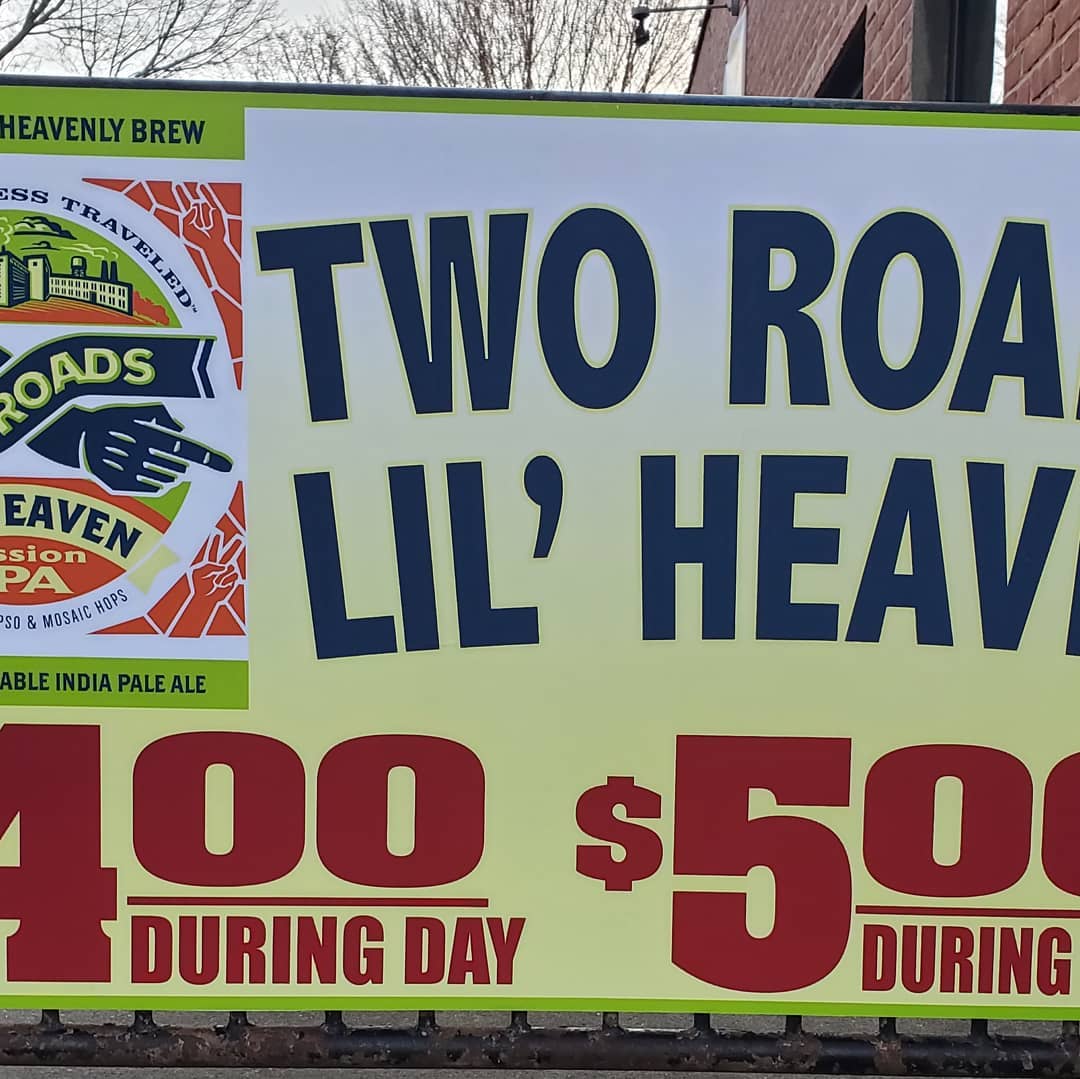 HEAVENLY BREW
ESS TRAVELED™
ROADS
EAVEN
ssion
PA
PSO & MOSAIC HOPS
ABLE INDIA PALE ALE
TWO ROA
LIL’ HEAV
400
DURING DAY
$500
DURING